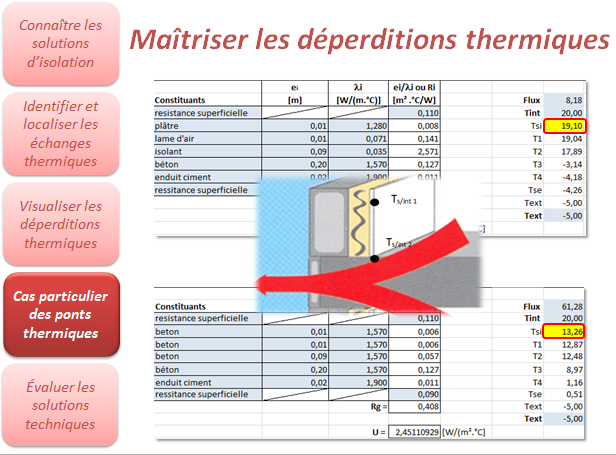 Connaître les
solutions
d'isolation
Identifier et
localiser les
échanges
thermiques
Visualiser les
déperditions
thermiques
Cas particulier
des ponts
thermiques
Évaluer les
solutions
techniques
Maîtriser les déperditions thermiques
ei λi ei/λi ou Ri
Constituants [m] [W/(m.°C)] [m² .°C/W] Flux 8,18
resistance superficielle 0,110 Tint 20,00
plâtre 0,01 1,280 0,008 Tsi 19,10
lame d'air 0,01 0,071 0,141 T1 19,04
isolant 0,09 0,035 2,571 T2 17,89
béton 0,20 1,570 0,127 T3 -3,14
enduit ciment 0,02 1,900 0,011 T4 -4,18
ressitance superficielle Tse -4,26
Text -5,00
Text -5,00
Ts/int 1
Ts/int 2
°C]
Constituants Flux 61,28
resistance superficielle 0,110 Tint 20,00
beton 0,01 1,570 0,006 Tsi 13,26
beton 0,01 1,570 0,006 T1 12,87
beton 0,09 1,570 0,057 T2 12,48
béton 0,20 1,570 0,127 T3 8,97
enduit ciment 0,02 1,900 0,011 T4 1,16
ressitance superficielle 0,090 Tse 0,51
Rg = 0,408 Text -5,00
Text -5,00
U = 2,45110929 [W/(m².°C]